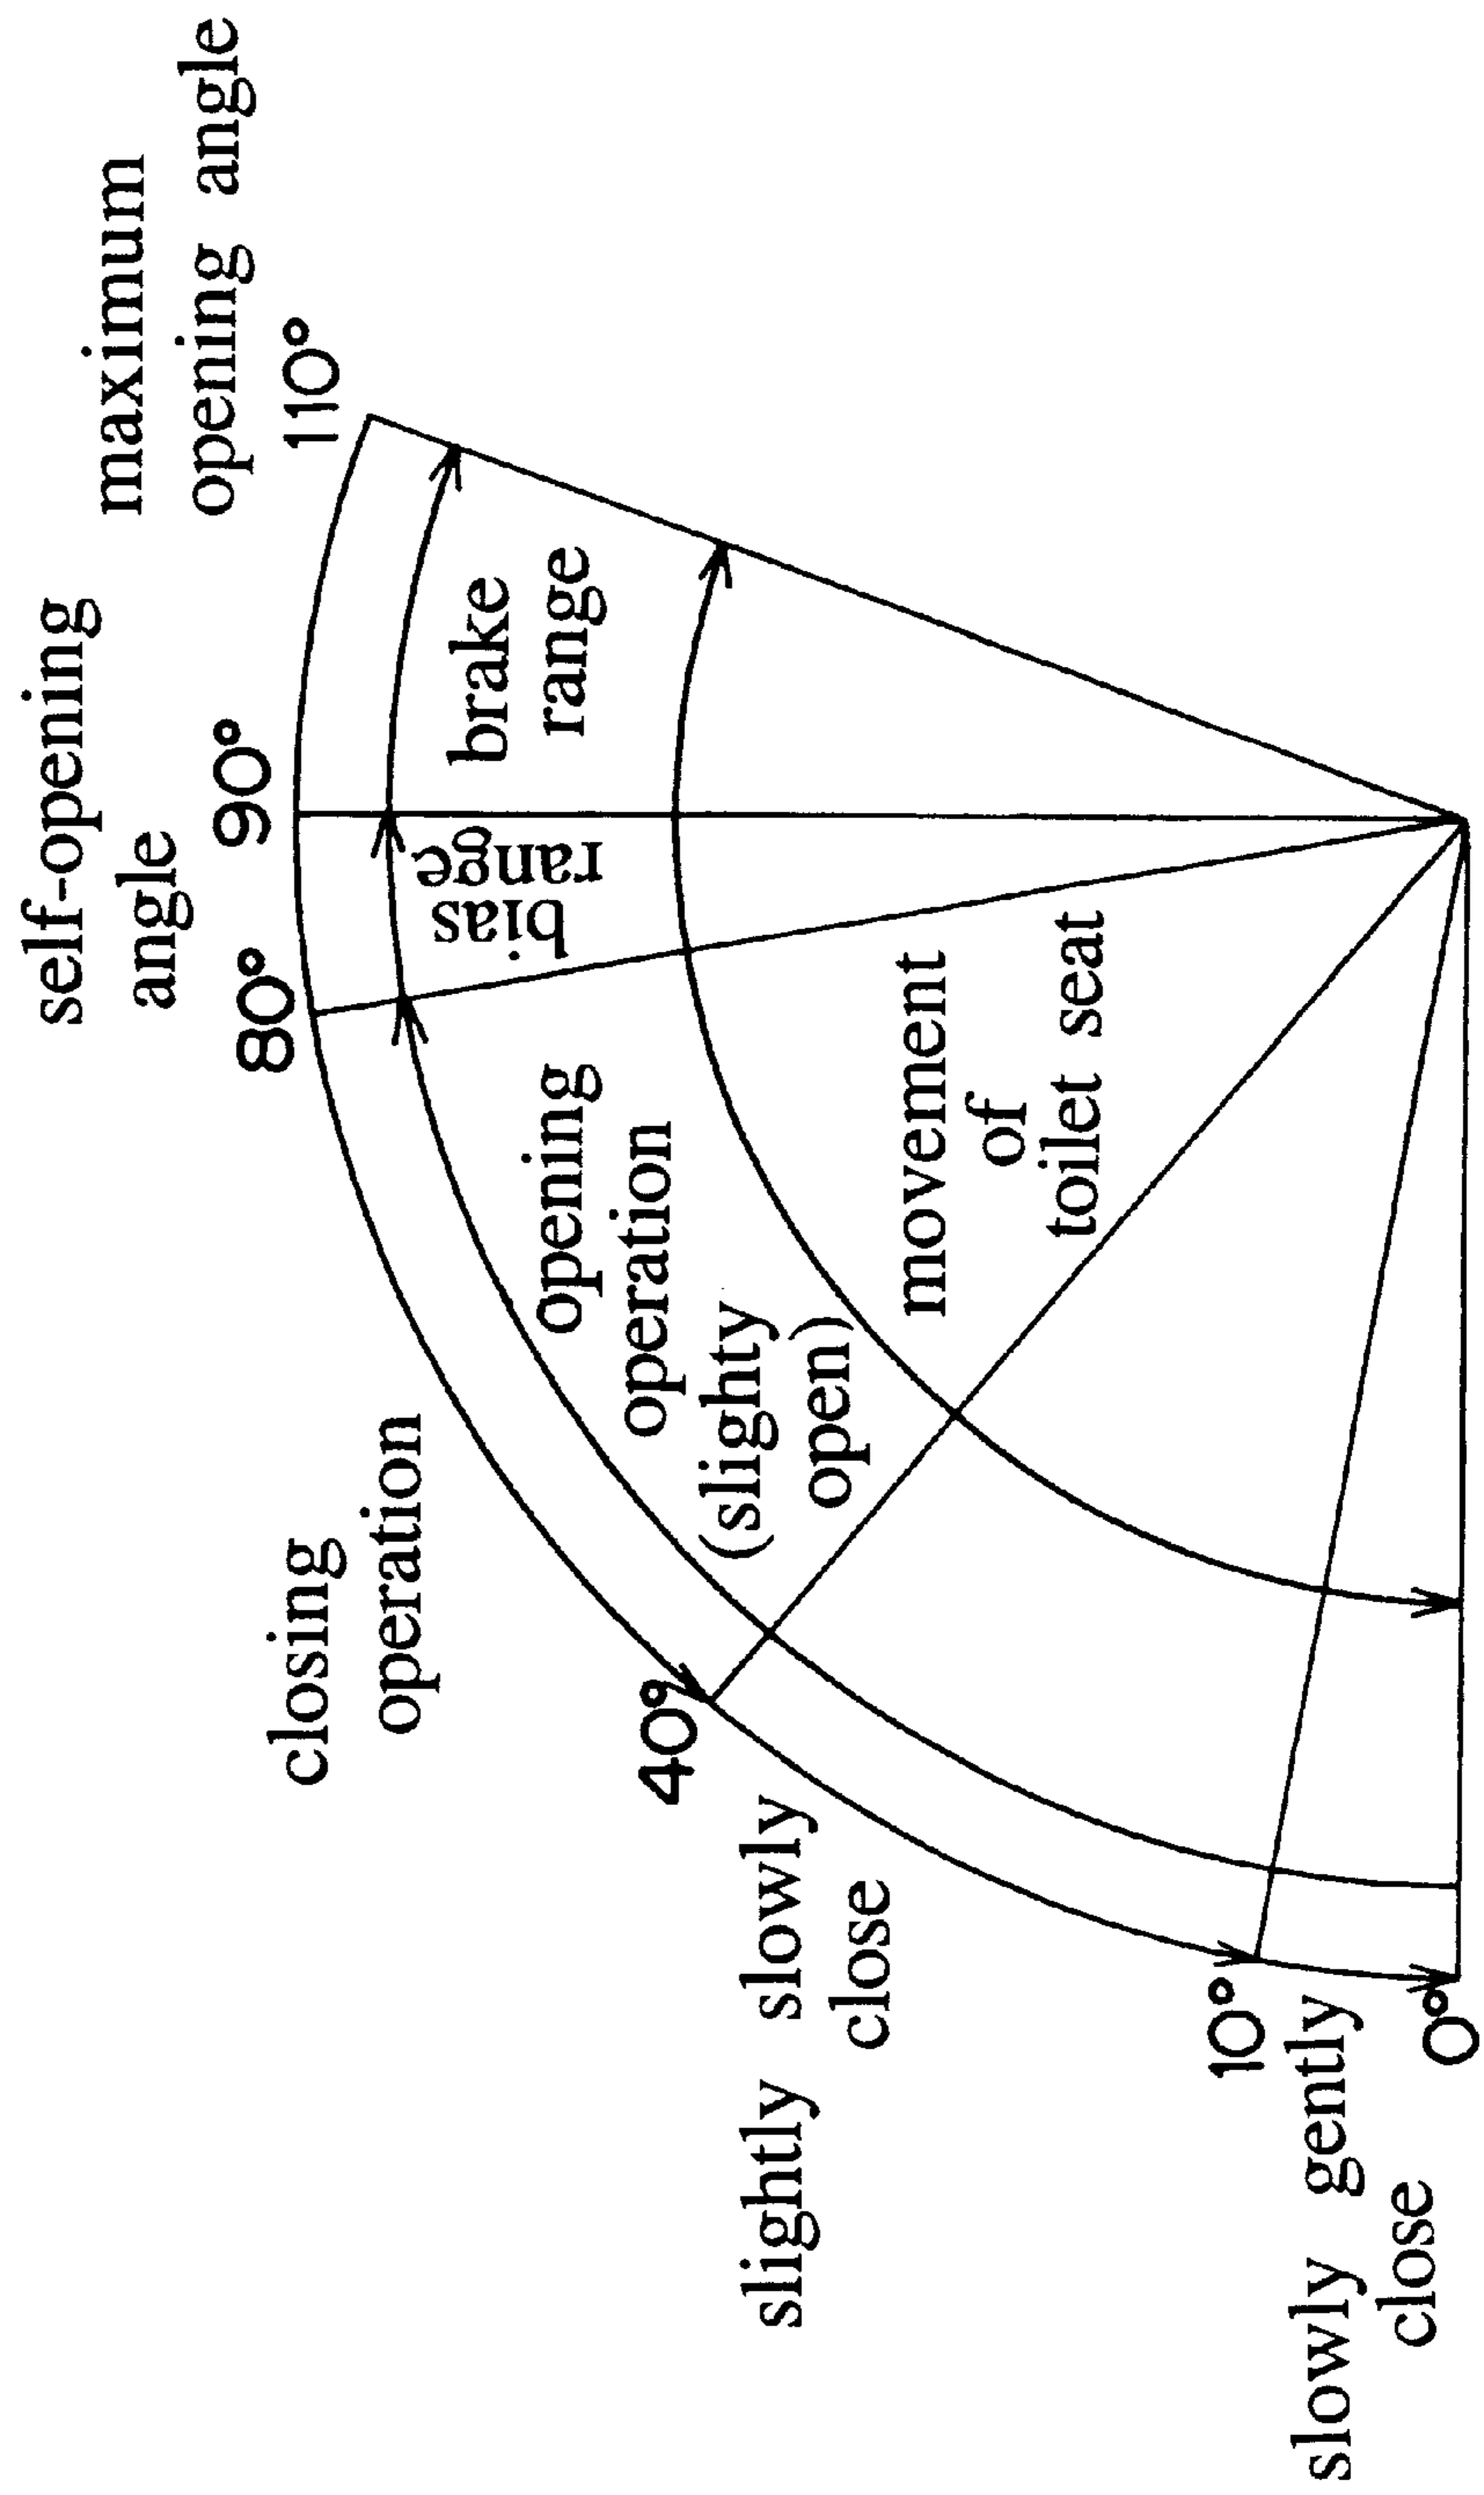 self-opening
angle
maximum
opening angle
80°
90°
110°
closing
operation
bias
range
brake
range
opening
operation
(slighty
open)
40°
slightly slowly
close
movement
of
toilet seat
10°
slowly gently
close
0°